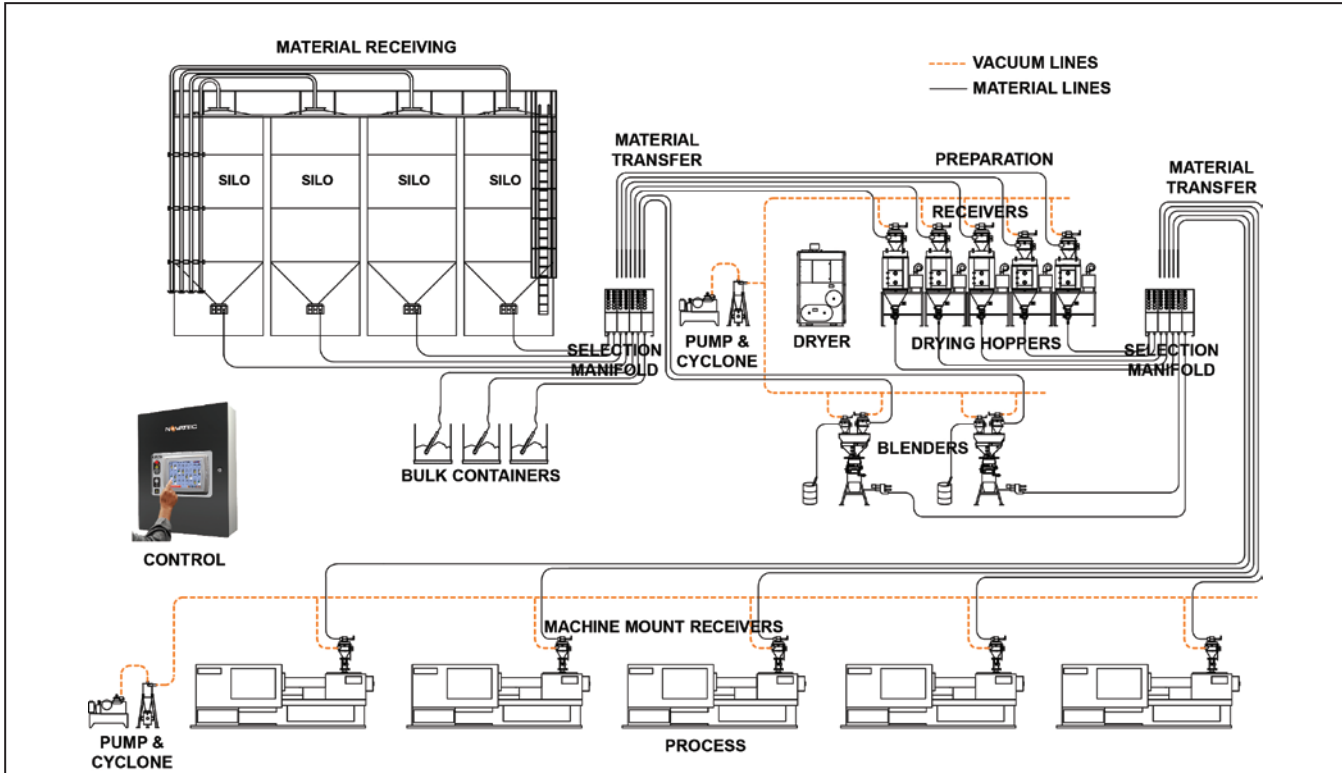 MATERIAL RECEIVING
VACUUM LINES
MATERIAL LINES
MATERIAL
TRANSFER
PREPARATION
MATERIAL
TRANSFER
SILO
SILO
SILO
SILO
RECEIVERS
PUMP &
CYCLONE
DRYER
DRYING HOPPERS
SELECTION
MANIFOLD
SELECTION
MANIFOLD
BULK CONTAINERS
BLENDERS
NOVATEC
CONTROL
MACHINE MOUNT RECEIVERS
PUMP &
CYCLONE
PROCESS